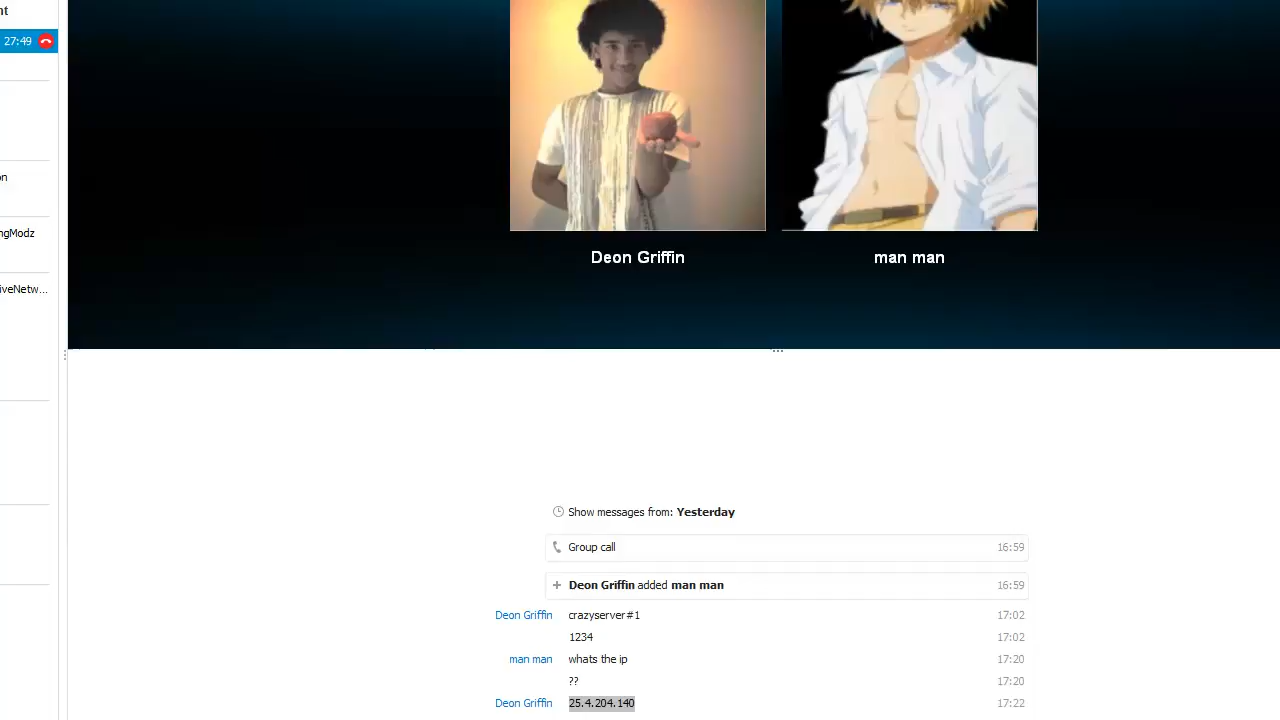 nt
27:49
on
ngModz
iveNetw...
Deon Griffin
man man
Show messages from: Yesterday
Group call 16:59
Deon Griffin added man man 16:59
Deon Griffin crazyserver#1 17:02
1234 17:02
man man whats the ip 17:20
?? 17:20
Deon Griffin 25.4.204.140 17:22